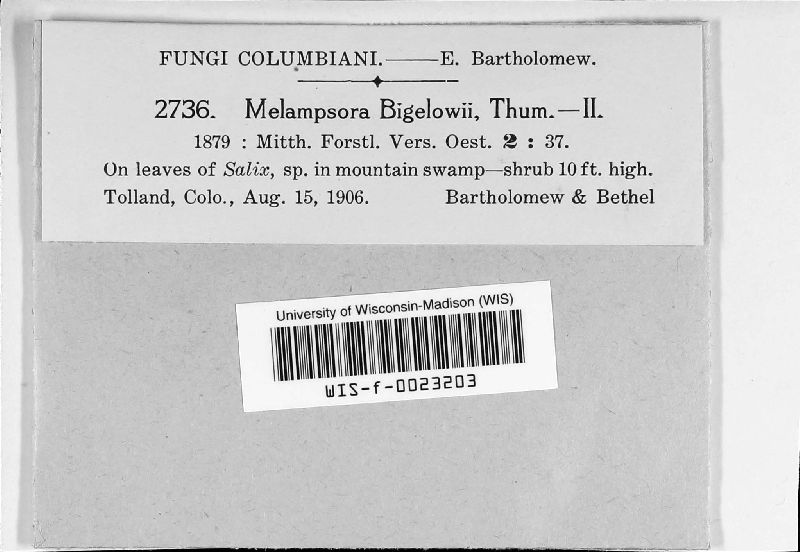 FUNGI COLUMBIANI.——E. Bartholomew.
2736. Melampsora Bigelowii, Thum.—II.
1879 : Mitth. Forstl. Vers. Oest. 2 : 37.
On leaves of Salix, sp. in mountain swamp—shrub 10 ft. high.
Tolland, Colo., Aug. 15, 1906. Bartholomew & Bethel
University of Wisconsin-Madison (WIS)
WIS-f-0023203